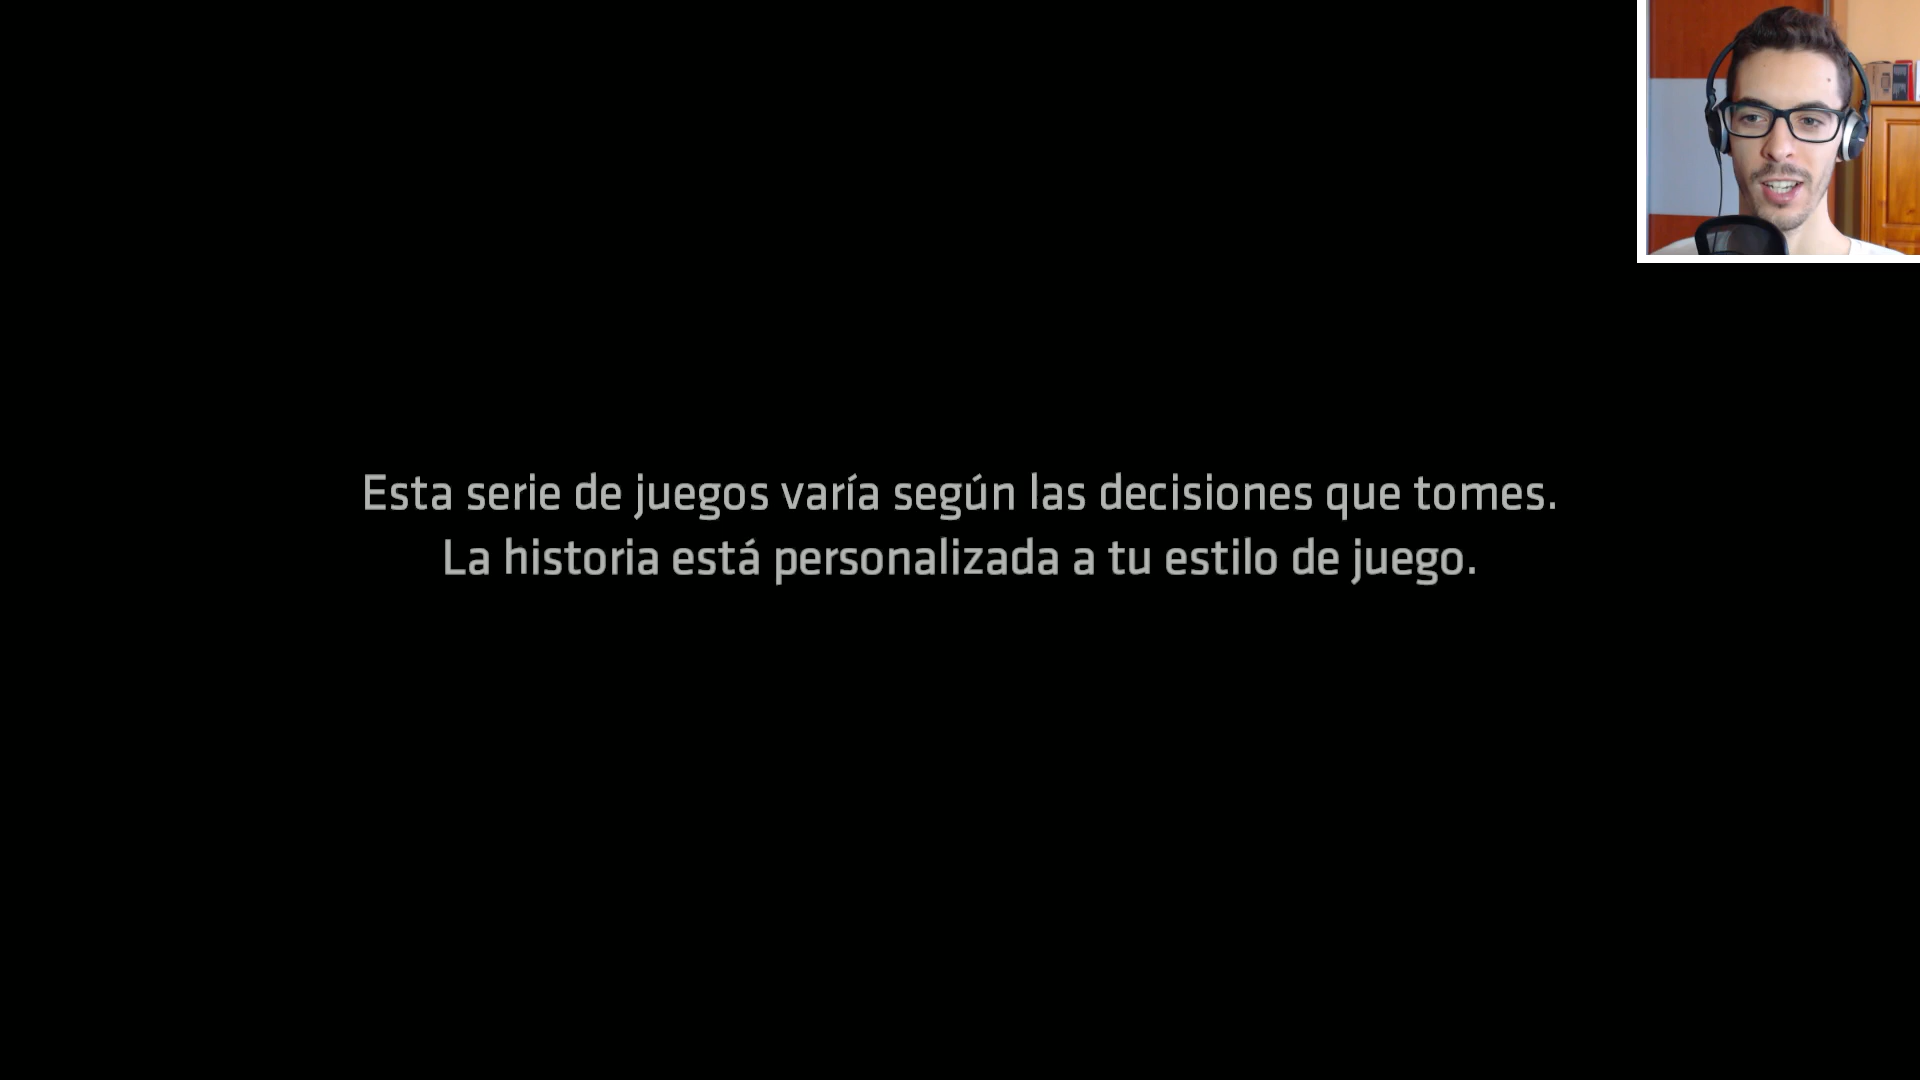 Esta serie de juegos varía según las decisiones que tomes.
La historia está personalizada a tu estilo de juego.